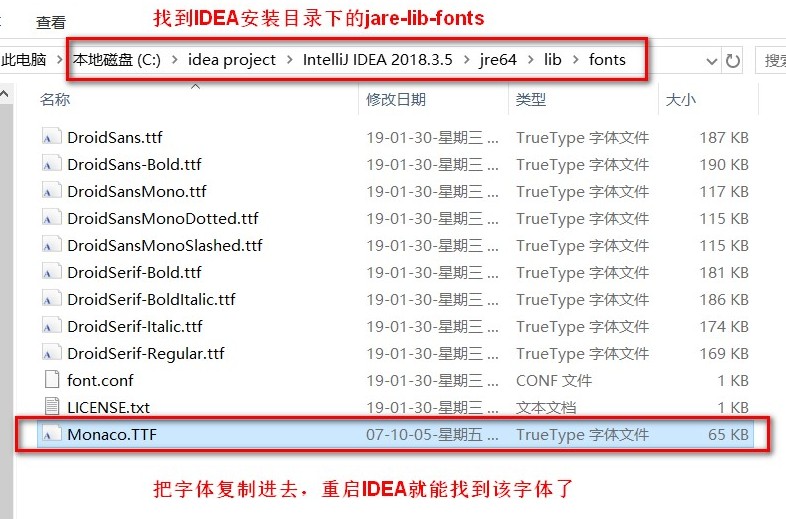 找到IDEA安装目录下的jare-lib-fonts
查看
此电脑 > 本地磁盘 (C:) > idea project > IntelliJ IDEA 2018.3.5 > jre64 > lib > fonts
搜索
名称 修改日期 类型 大小
DroidSans.ttf 19-01-30-星期三 ... TrueType 字体文件 187 KB
DroidSans-Bold.ttf 19-01-30-星期三 ... TrueType 字体文件 190 KB
DroidSansMono.ttf 19-01-30-星期三 ... TrueType 字体文件 117 KB
DroidSansMonoDotted.ttf 19-01-30-星期三 ... TrueType 字体文件 115 KB
DroidSansMonoSlashed.ttf 19-01-30-星期三 ... TrueType 字体文件 115 KB
DroidSerif-Bold.ttf 19-01-30-星期三 ... TrueType 字体文件 181 KB
DroidSerif-BoldItalic.ttf 19-01-30-星期三 ... TrueType 字体文件 186 KB
DroidSerif-Italic.ttf 19-01-30-星期三 ... TrueType 字体文件 174 KB
DroidSerif-Regular.ttf 19-01-30-星期三 ... TrueType 字体文件 169 KB
font.conf 19-01-30-星期三 ... CONF 文件 1 KB
LICENSE.txt 19-01-30-星期三 ... 文本文档 1 KB
Monaco.TTF 07-10-05-星期五 ... TrueType 字体文件 65 KB
把字体复制进去，重启IDEA就能找到该字体了